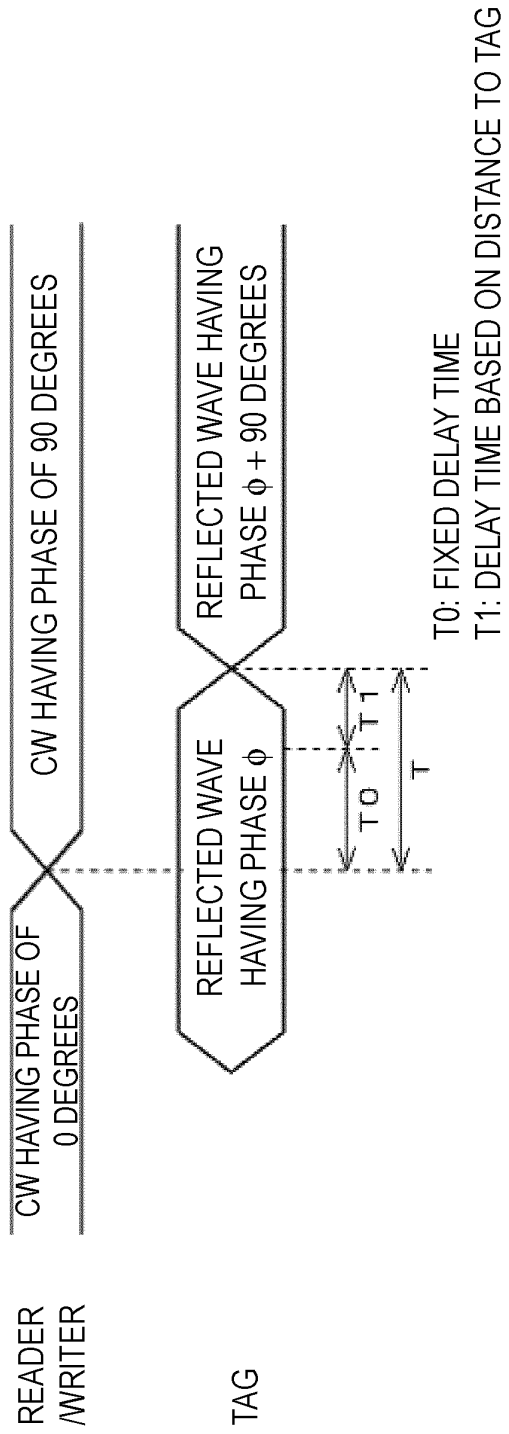 READER
/WRITER
CW HAVING PHASE OF
0 DEGREES
CW HAVING PHASE OF 90 DEGREES
TAG
REFLECTED WAVE
HAVING PHASE ϕ
REFLECTED WAVE HAVING
PHASE ϕ + 90 DEGREES
T0
T1
T
T0: FIXED DELAY TIME
T1: DELAY TIME BASED ON DISTANCE TO TAG